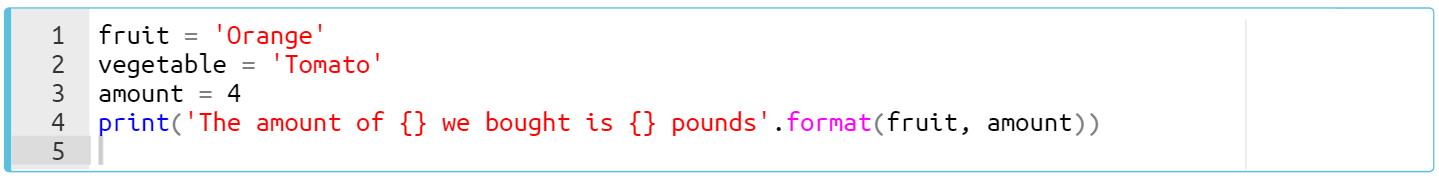 1 fruit = 'Orange'
2 vegetable = 'Tomato'
3 amount = 4
4 print('The amount of {} we bought is {} pounds'.format(fruit, amount))
5